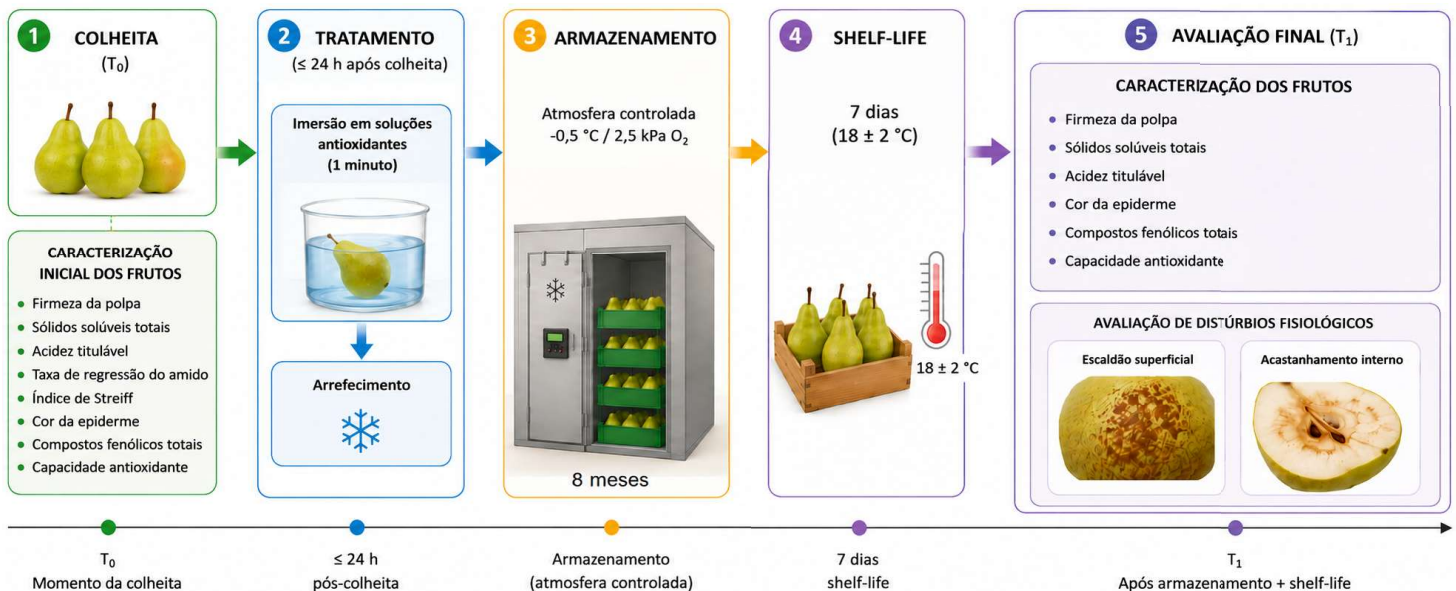 1 COLHEITA
(T₀)
CARACTERIZAÇÃO
INICIAL DOS FRUTOS
• Firmeza da polpa
• Sólidos solúveis totais
• Acidez titulável
• Taxa de regressão do amido
• Índice de Streiff
• Cor da epiderme
• Compostos fenólicos totais
• Capacidade antioxidante
2 TRATAMENTO
(≤ 24 h após colheita)
Imersão em soluções
antioxidantes
(1 minuto)
Arrefecimento
3 ARMAZENAMENTO
Atmosfera controlada
-0,5 °C / 2,5 kPa O₂
8 meses
4 SHELF-LIFE
7 dias
(18 ± 2 °C)
18 ± 2 °C
5 AVALIAÇÃO FINAL (T₁)
CARACTERIZAÇÃO DOS FRUTOS
• Firmeza da polpa
• Sólidos solúveis totais
• Acidez titulável
• Cor da epiderme
• Compostos fenólicos totais
• Capacidade antioxidante
AVALIAÇÃO DE DISTÚRBIOS FISIOLÓGICOS
Escaldão superficial
Acastanhamento interno
T₀
Momento da colheita
≤ 24 h
pós-colheita
Armazenamento
(atmosfera controlada)
7 dias
shelf-life
T₁
Após armazenamento + shelf-life